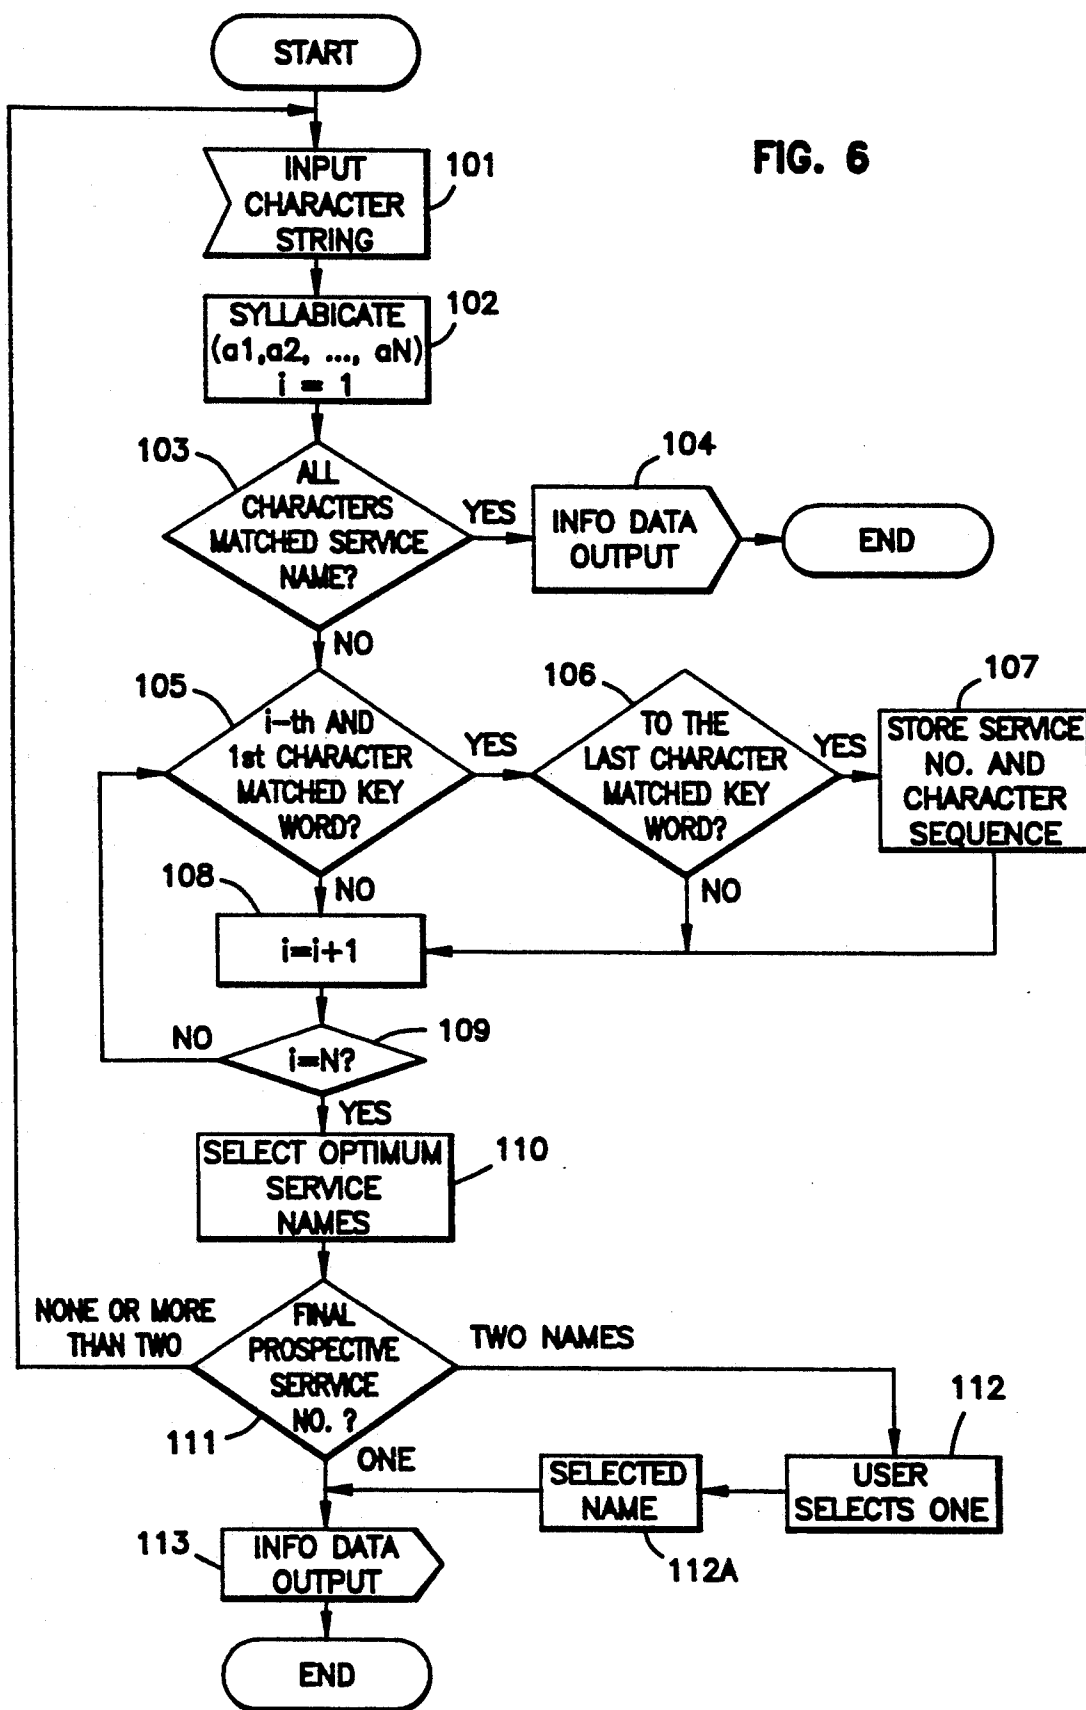 START
FIG. 6
INPUT
CHARACTER
STRING
101
SYLLABICATE
(a1,a2, ..., aN)
i = 1
102
103
ALL
CHARACTERS
MATCHED SERVICE
NAME?
YES
104
INFO DATA
OUTPUT
END
NO
105
i-th AND
1st CHARACTER
MATCHED KEY
WORD?
YES
106
TO THE
LAST CHARACTER
MATCHED KEY
WORD?
YES
107
STORE SERVICE
NO. AND
CHARACTER
SEQUENCE
NO
NO
108
i=i+1
109
i=N?
NO
YES
SELECT OPTIMUM
SERVICE
NAMES
110
NONE OR MORE
THAN TWO
FINAL
PROSPECTIVE
SERRVICE
NO. ?
111
TWO NAMES
ONE
112
USER
SELECTS ONE
SELECTED
NAME
112A
113
INFO DATA
OUTPUT
END